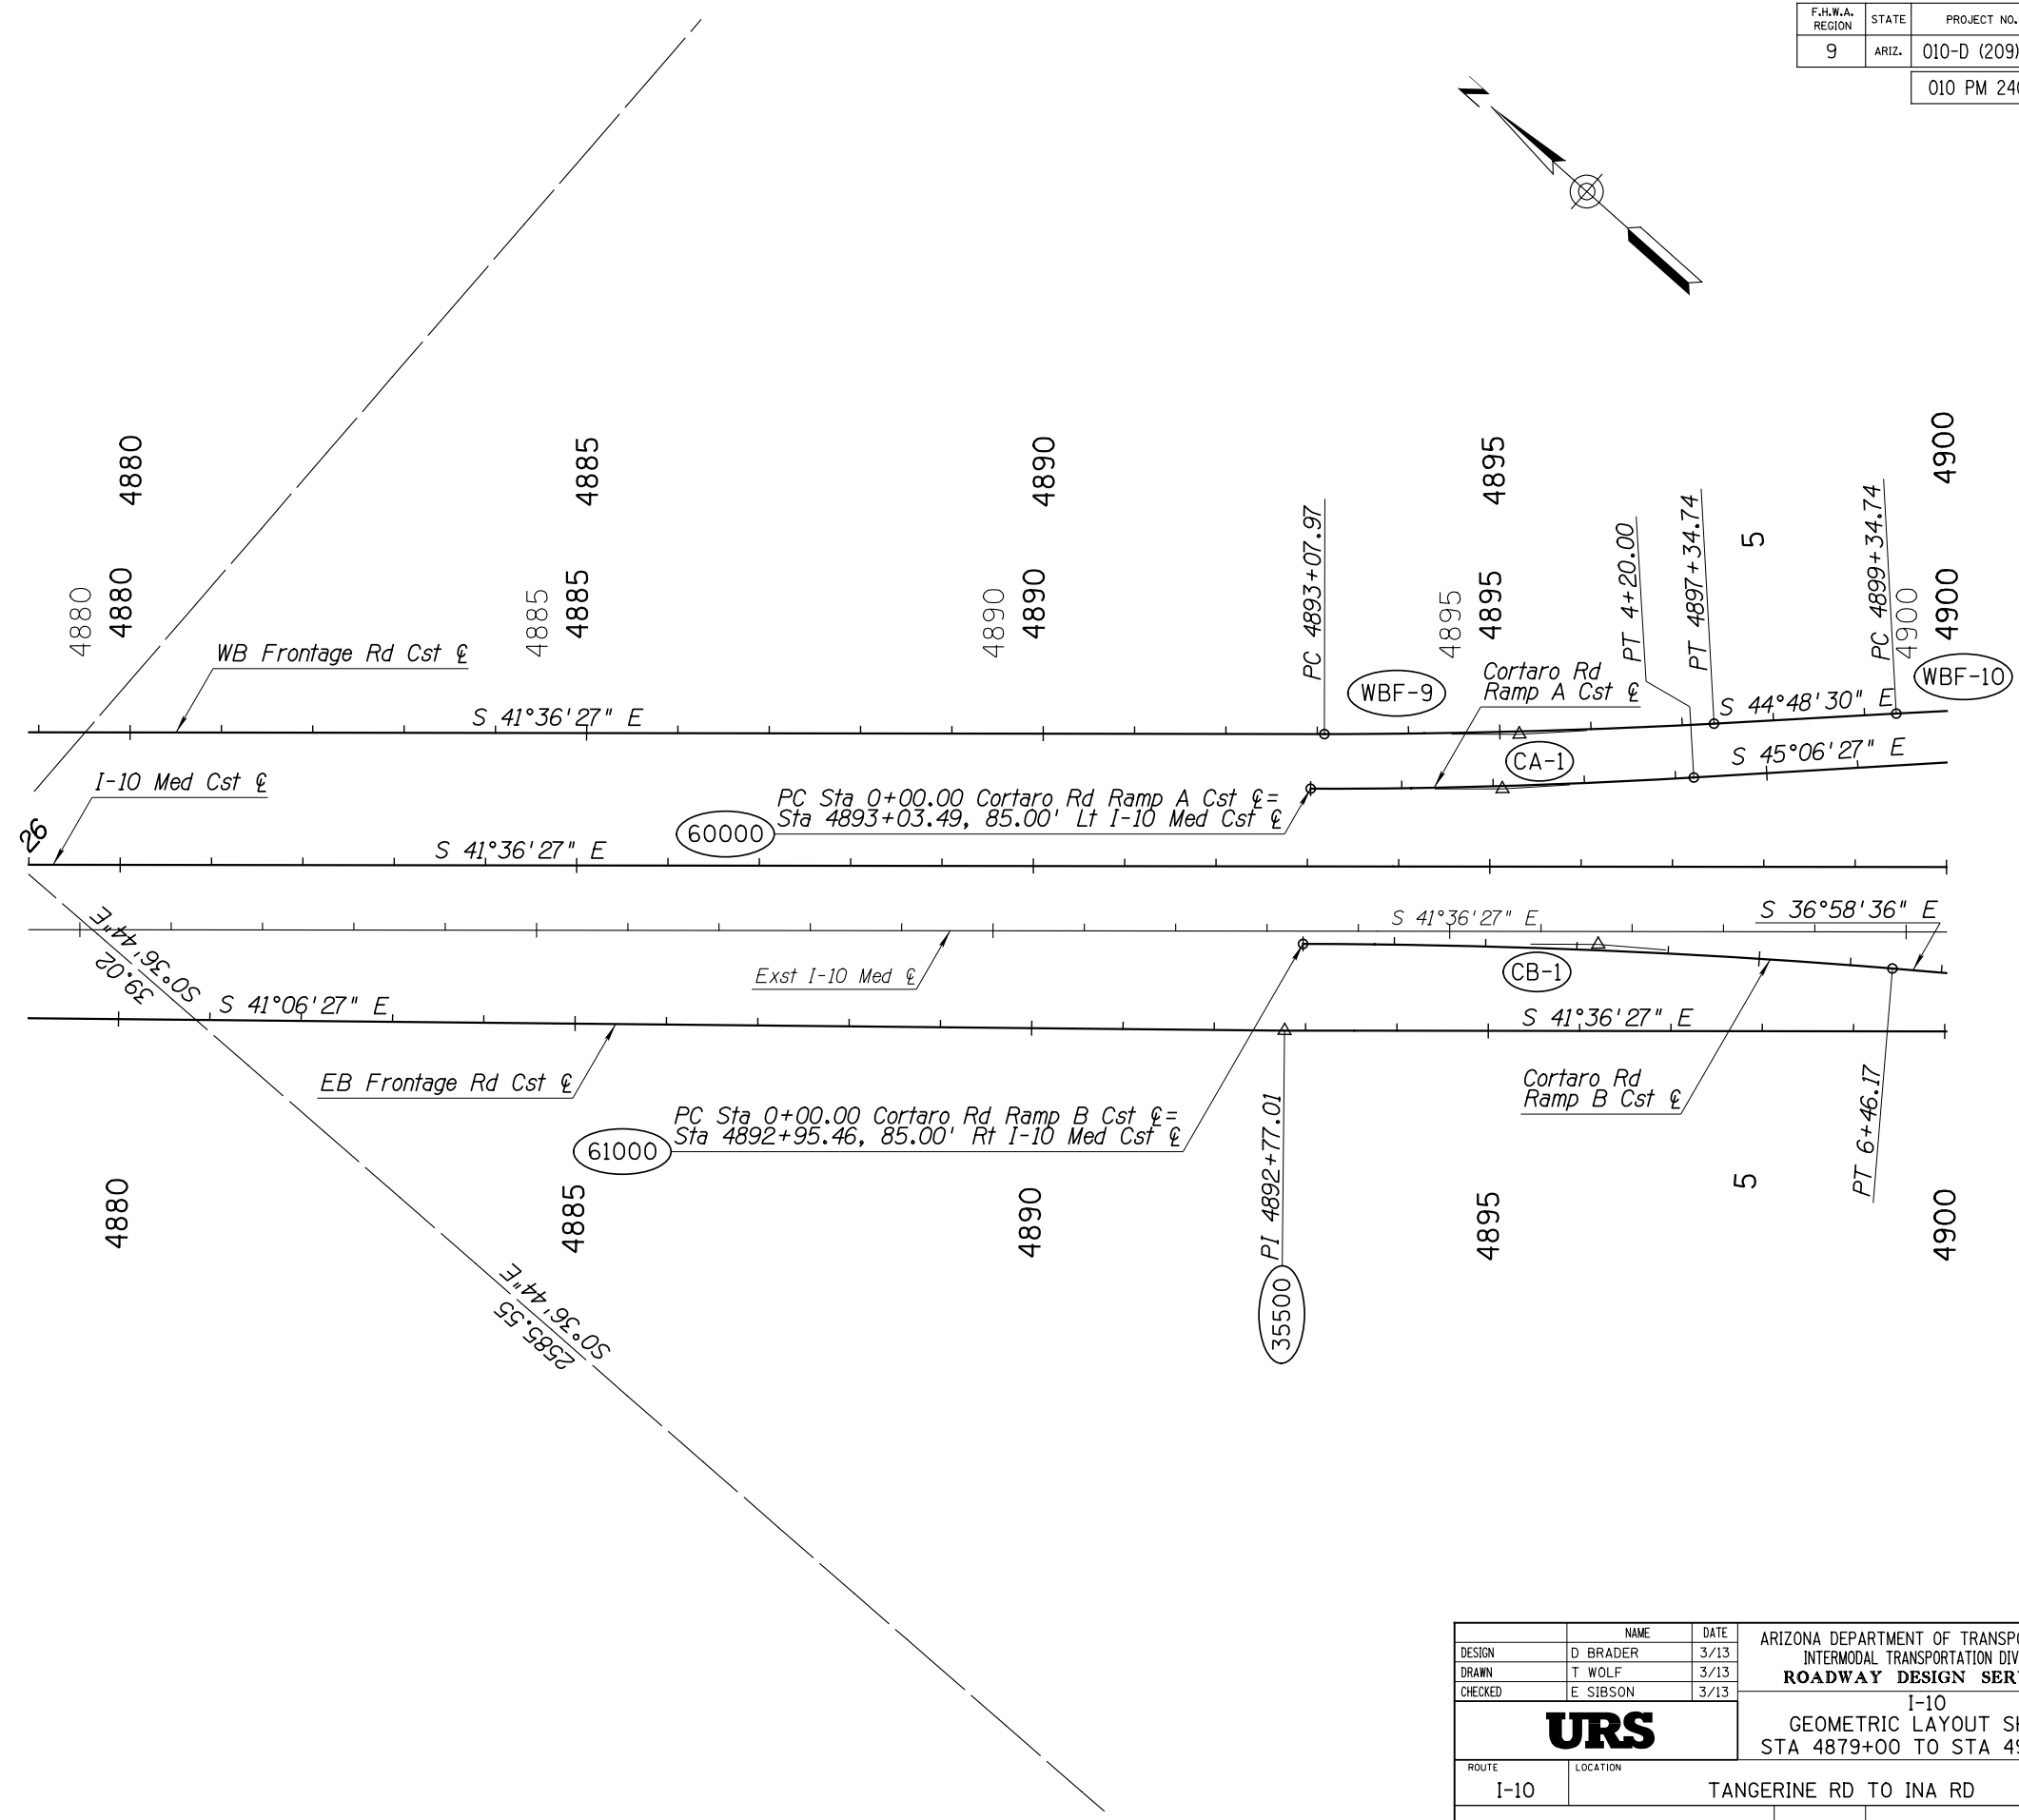 F.H.W.A. REGION STATE PROJECT NO.
9 ARIZ. 010-D (209)
010 PM 240
N
4880 4885 4890 4895 4900
PC 4893+07.97
PT 4+20.00
PT 4897+34.74
5
PC 4899+34.74
4880 4880 4885 4885 4890 4890 4895 4895 4900 4900
WB Frontage Rd Cst ℄
WBF-9
Cortaro Rd
Ramp A Cst ℄
WBF-10
S 41°36'27" E
S 44°48'30" E
CA-1
S 45°06'27" E
I-10 Med Cst ℄
PC Sta 0+00.00 Cortaro Rd Ramp A Cst ℄=
Sta 4893+03.49, 85.00' Lt I-10 Med Cst ℄
60000
26
S 41°36'27" E
S 41°36'27" E
S 36°58'36" E
S0°36'44"E
39.02
Exst I-10 Med ℄
CB-1
S 41°06'27" E
S 41°36'27" E
EB Frontage Rd Cst ℄
Cortaro Rd
Ramp B Cst ℄
PC Sta 0+00.00 Cortaro Rd Ramp B Cst ℄=
Sta 4892+95.46, 85.00' Rt I-10 Med Cst ℄
61000
PI 4892+77.01
35500
5
PT 6+46.17
4880 4885 4890 4895 4900
S0°36'44"E
2585.55
NAME DATE
DESIGN D BRADER 3/13
DRAWN T WOLF 3/13
CHECKED E SIBSON 3/13
URS
ARIZONA DEPARTMENT OF TRANSPO
INTERMODAL TRANSPORTATION DIV
ROADWAY DESIGN SER
I-10
GEOMETRIC LAYOUT SH
STA 4879+00 TO STA 49
ROUTE LOCATION
I-10 TANGERINE RD TO INA RD